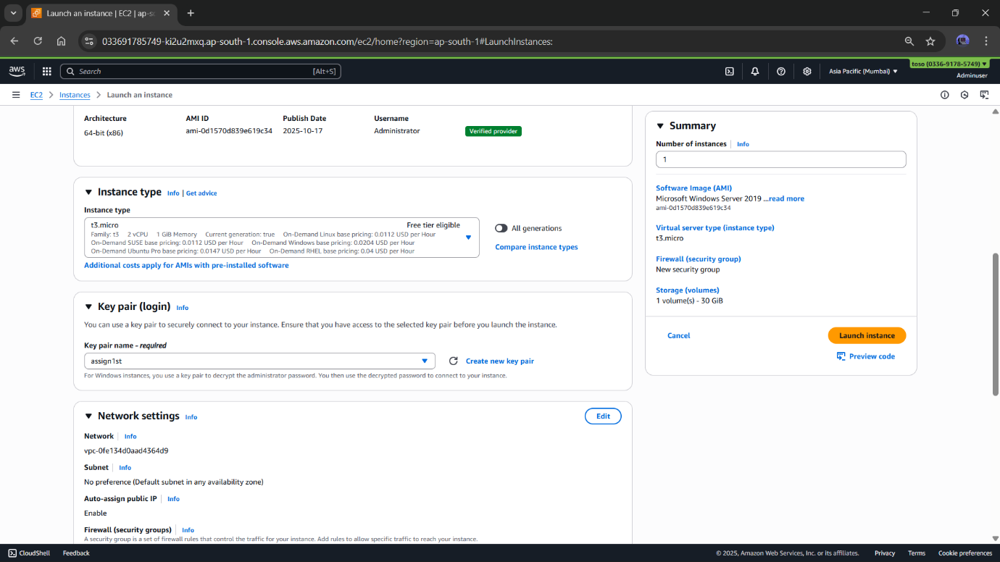 Launch an instance | EC2 | ap-so
033691785749-ki2u2mxq.ap-south-1.console.aws.amazon.com/ec2/home?region=ap-south-1#LaunchInstances:
aws
Search
[Alt+S]
Asia Pacific (Mumbai)
toso (0336-9178-5749)
Adminuser
EC2
Instances
Launch an instance
Architecture
AMI ID
Publish Date
Username
64-bit (x86)
ami-0d1570d839e619c34
2025-10-17
Administrator
Verified provider
Instance type
Info | Get advice
Instance type
t3.micro
Free tier eligible
Family: t3 2 vCPU 1 GiB Memory Current generation: true On-Demand Linux base pricing: 0.0112 USD per Hour
On-Demand SUSE base pricing: 0.0112 USD per Hour On-Demand Windows base pricing: 0.0204 USD per Hour
On-Demand Ubuntu Pro base pricing: 0.0147 USD per Hour On-Demand RHEL base pricing: 0.04 USD per Hour
All generations
Compare instance types
Additional costs apply for AMIs with pre-installed software
Key pair (login)
Info
You can use a key pair to securely connect to your instance. Ensure that you have access to the selected key pair before you launch the instance.
Key pair name - required
assign1st
Create new key pair
For Windows instances, you use a key pair to decrypt the administrator password. You then use the decrypted password to connect to your instance.
Network settings
Info
Edit
Network
Info
vpc-0fe134d0aad4364d9
Subnet
Info
No preference (Default subnet in any availability zone)
Auto-assign public IP
Info
Enable
Firewall (security groups)
Info
A security group is a set of firewall rules that control the traffic for your instance. Add rules to allow specific traffic to reach your instance.
Summary
Number of instances
Info
1
Software Image (AMI)
Microsoft Windows Server 2019 ...read more
ami-0d1570d839e619c34
Virtual server type (instance type)
t3.micro
Firewall (security group)
New security group
Storage (volumes)
1 volume(s) - 30 GiB
Cancel
Launch instance
Preview code
CloudShell
Feedback
© 2025, Amazon Web Services, Inc. or its affiliates.
Privacy
Terms
Cookie preferences